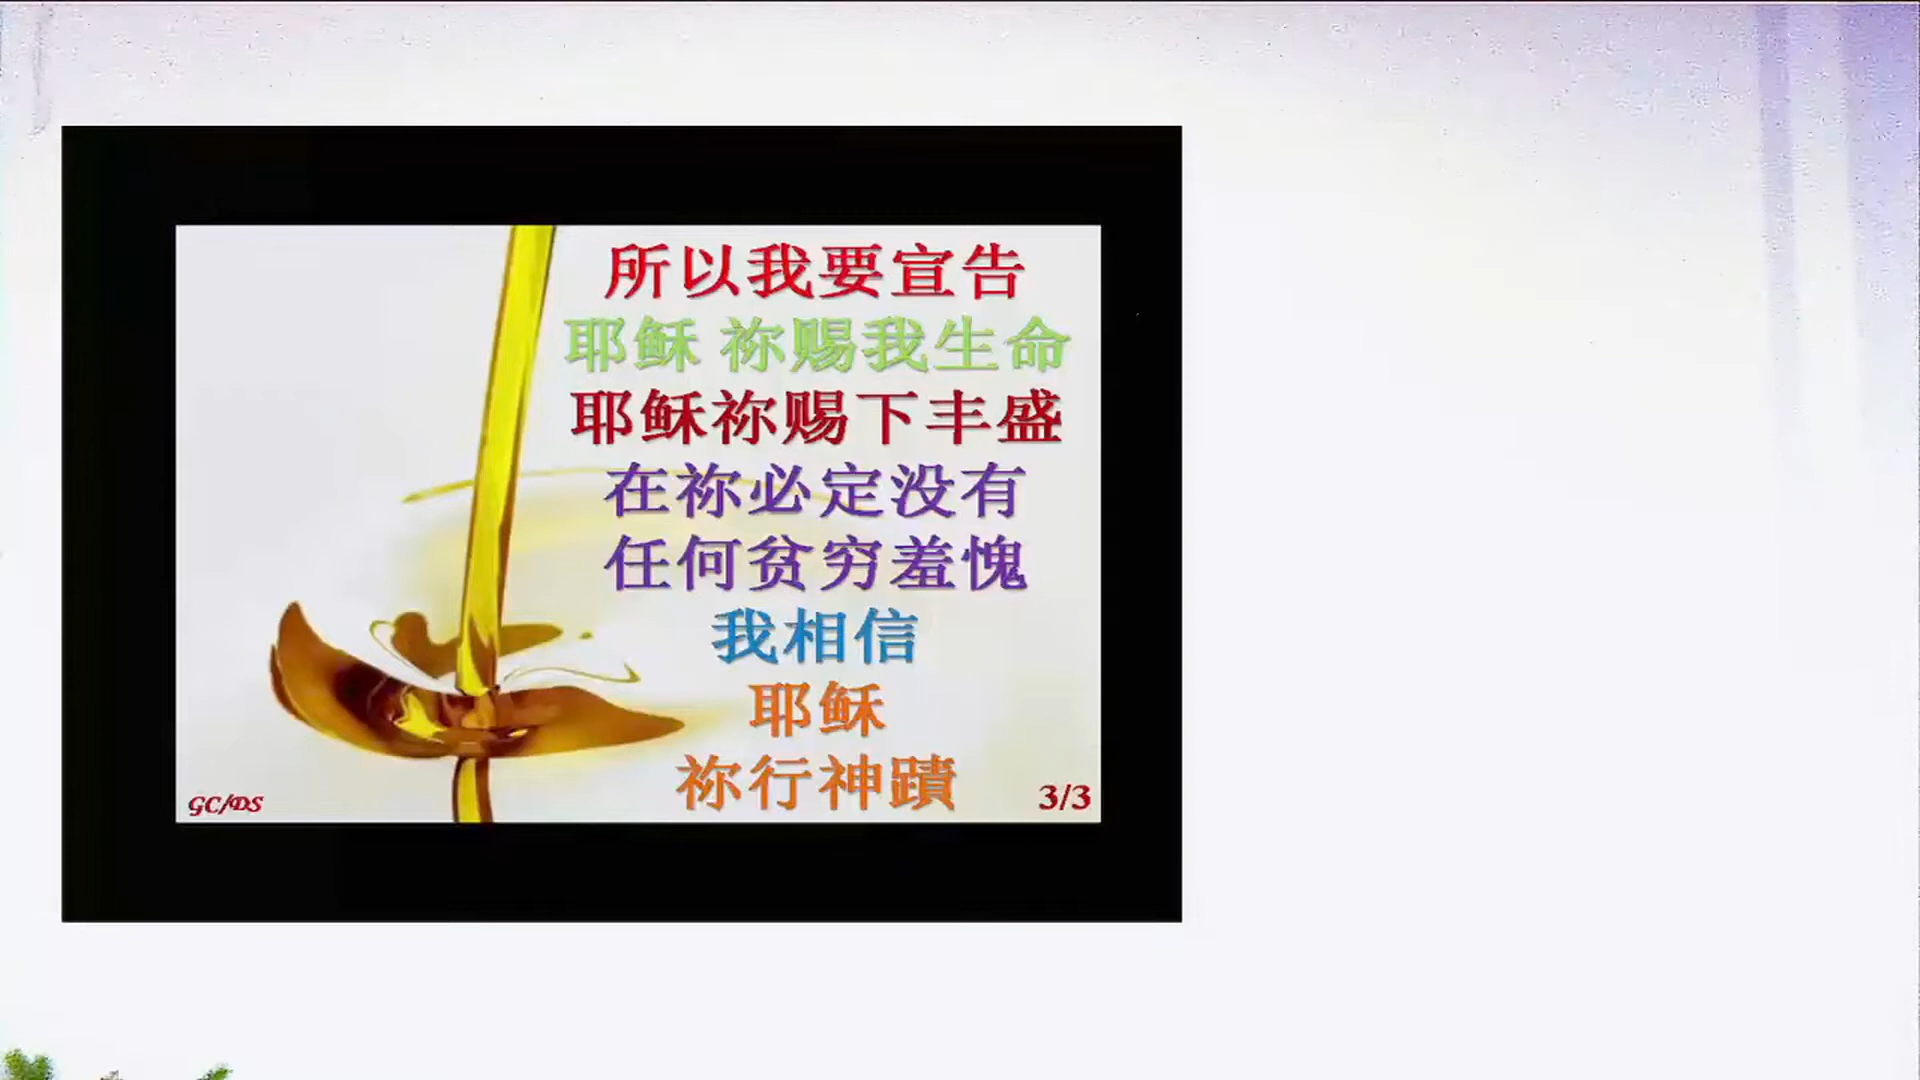 所以我要宣告
耶稣 祢赐我生命
耶稣祢赐下丰盛
在祢必定没有
任何贫穷羞愧
我相信
耶稣
祢行神蹟
GC/DS
3/3